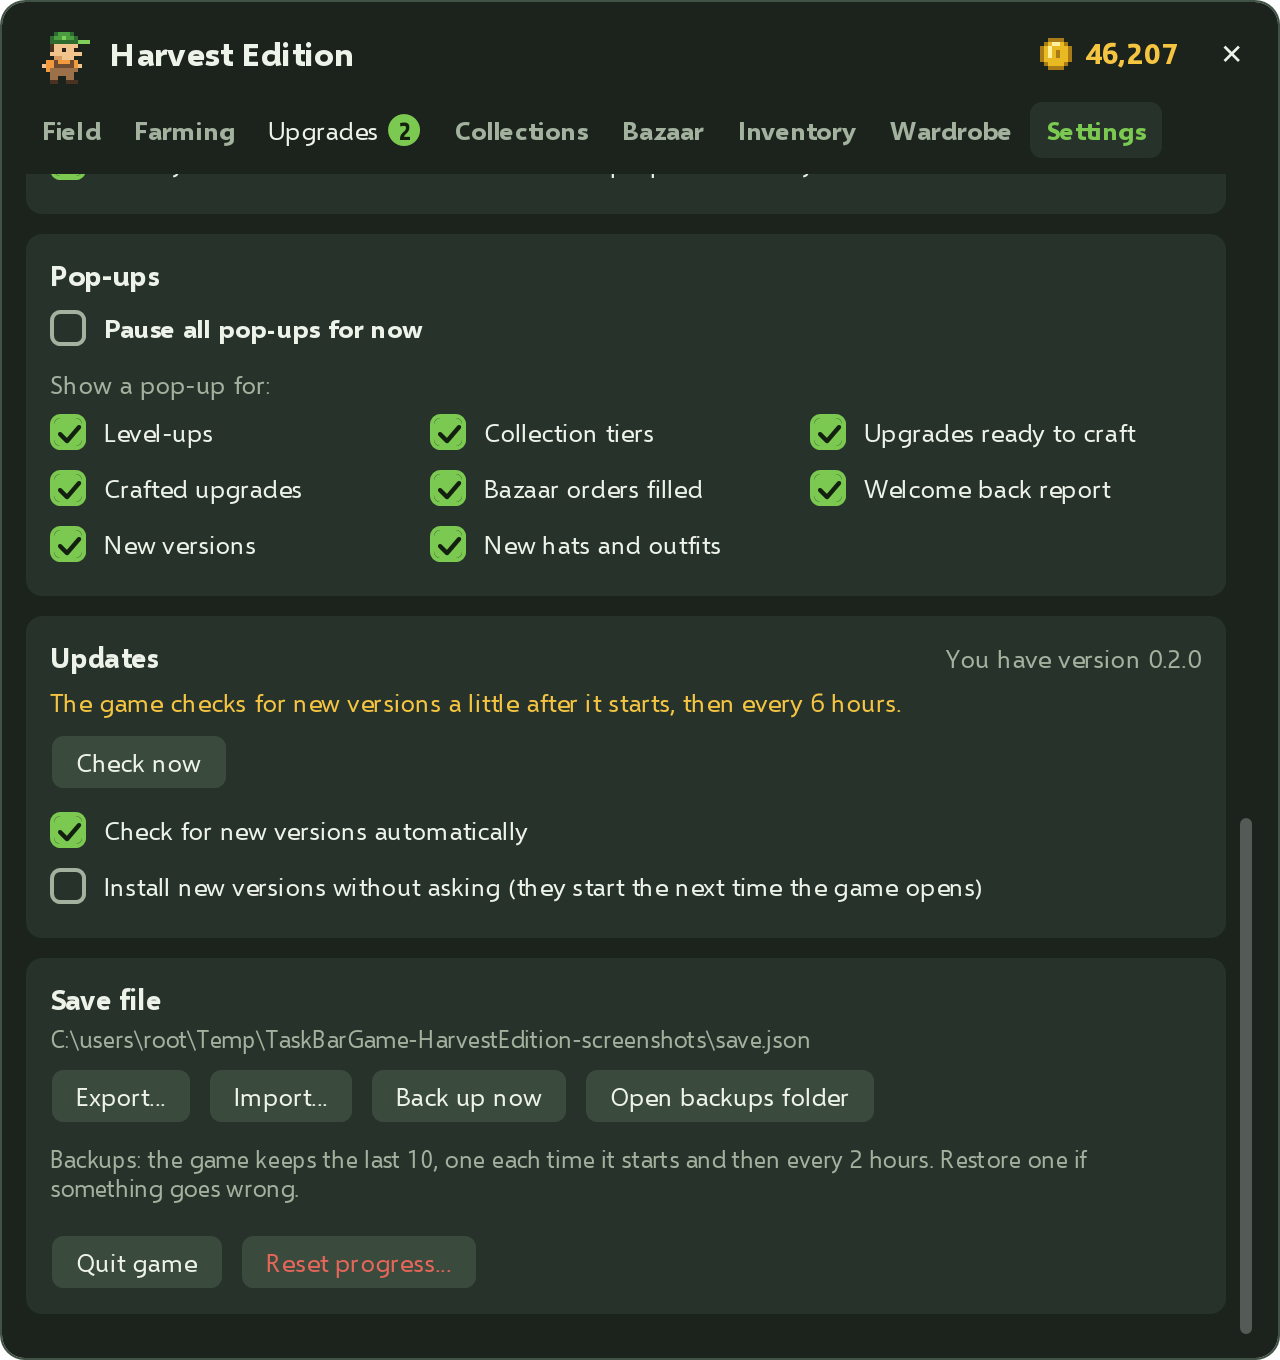 Harvest Edition
46,207
Field Farming Upgrades 2 Collections Bazaar Inventory Wardrobe Settings
Pop-ups
Pause all pop-ups for now
Show a pop-up for:
Level-ups Collection tiers Upgrades ready to craft
Crafted upgrades Bazaar orders filled Welcome back report
New versions New hats and outfits
Updates You have version 0.2.0
The game checks for new versions a little after it starts, then every 6 hours.
Check now
Check for new versions automatically
Install new versions without asking (they start the next time the game opens)
Save file
C:\users\root\Temp\TaskBarGame-HarvestEdition-screenshots\save.json
Export... Import... Back up now Open backups folder
Backups: the game keeps the last 10, one each time it starts and then every 2 hours. Restore one if
something goes wrong.
Quit game Reset progress...